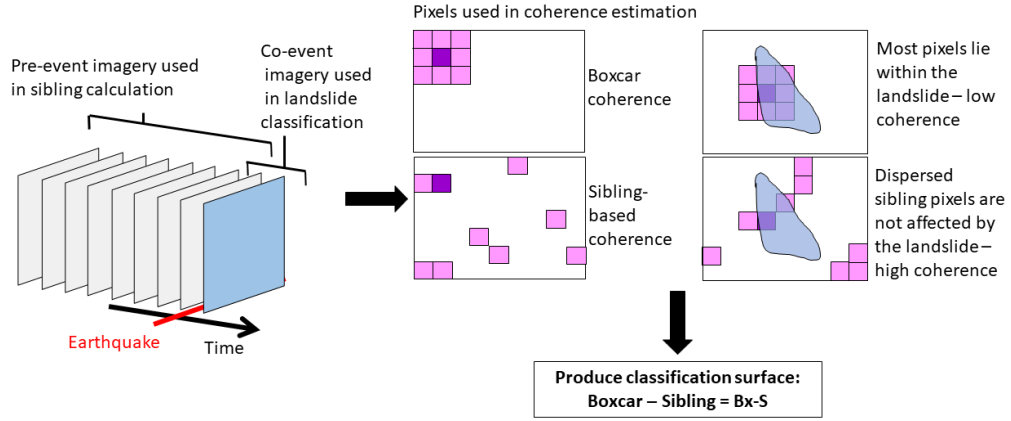 Pixels used in coherence estimation
Pre-event imagery used
in sibling calculation
Co-event
imagery used
in landslide
classification
Boxcar
coherence
Most pixels lie
within the
landslide – low
coherence
Sibling-
based
coherence
Dispersed
sibling pixels are
not affected by
the landslide –
high coherence
Earthquake
Time
Produce classification surface:
Boxcar – Sibling = Bx-S